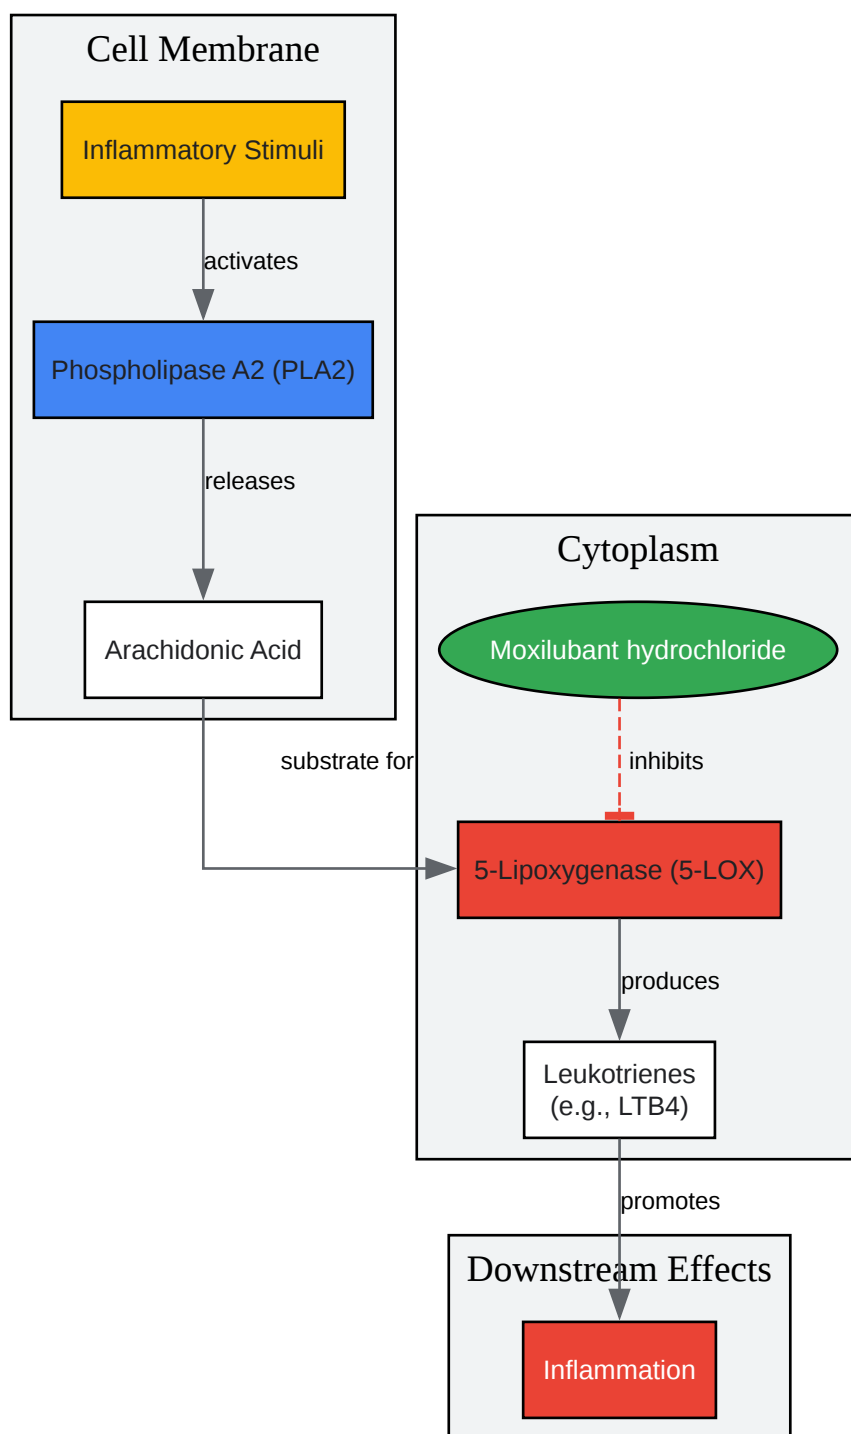 Cell Membrane
Inflammatory Stimuli
activates
Phospholipase A2 (PLA2)
releases
Arachidonic Acid
substrate for
Cytoplasm
Moxilubant hydrochloride
inhibits
5-Lipoxygenase (5-LOX)
produces
Leukotrienes
(e.g., LTB4)
promotes
Downstream Effects
Inflammation